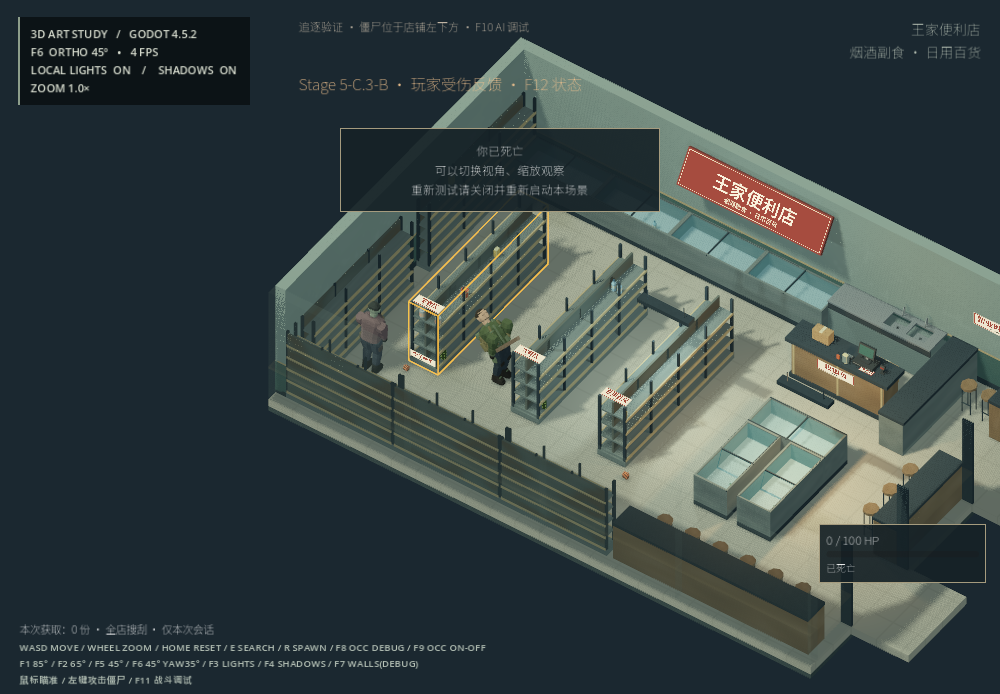 3D ART STUDY / GODOT 4.5.2
F6 ORTHO 45° • 4 FPS
LOCAL LIGHTS ON / SHADOWS ON
ZOOM 1.0×
追逐验证 • 僵尸位于店铺左下方 • F10 AI 调试
Stage 5-C.3-B • 玩家受伤反馈 • F12 状态
王家便利店
烟酒副食 • 日用百货
你已死亡
可以切换视角、缩放观察
重新测试请关闭并重新启动本场景
王家便利店
0 / 100 HP
已死亡
本次获取: 0 份 • 全店搜刮 • 仅本次会话
WASD MOVE / WHEEL ZOOM / HOME RESET / E SEARCH / R SPAWN / F8 OCC DEBUG / F9 OCC ON-OFF
F1 85° / F2 65° / F5 45° / F6 45° YAW35° / F3 LIGHTS / F4 SHADOWS / F7 WALLS(DEBUG)
鼠标瞄准 / 左键攻击僵尸 / F11 战斗调试